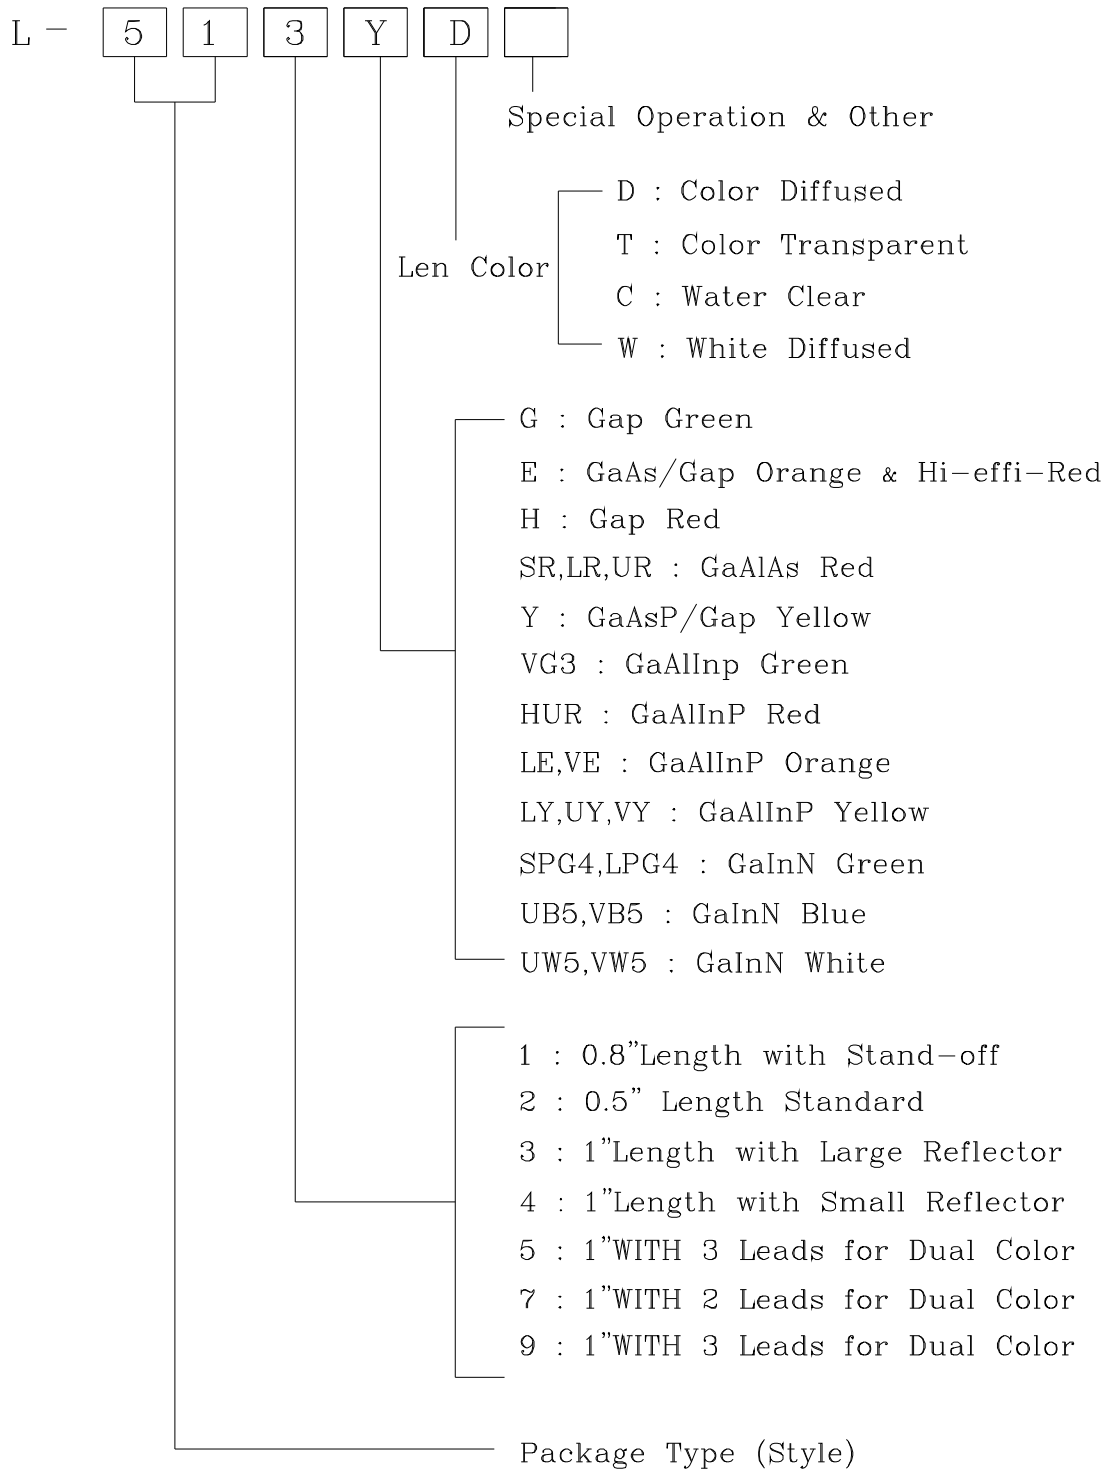 L - 5 1 3 Y D
Special Operation & Other
D : Color Diffused
T : Color Transparent
Len Color
C : Water Clear
W : White Diffused
G : Gap Green
E : GaAs/Gap Orange & Hi-effi-Red
H : Gap Red
SR,LR,UR : GaAlAs Red
Y : GaAsP/Gap Yellow
VG3 : GaAlInp Green
HUR : GaAlInP Red
LE,VE : GaAlInP Orange
LY,UY,VY : GaAlInP Yellow
SPG4,LPG4 : GaInN Green
UB5,VB5 : GaInN Blue
UW5,VW5 : GaInN White
1 : 0.8"Length with Stand-off
2 : 0.5" Length Standard
3 : 1"Length with Large Reflector
4 : 1"Length with Small Reflector
5 : 1"WITH 3 Leads for Dual Color
7 : 1"WITH 2 Leads for Dual Color
9 : 1"WITH 3 Leads for Dual Color
Package Type (Style)